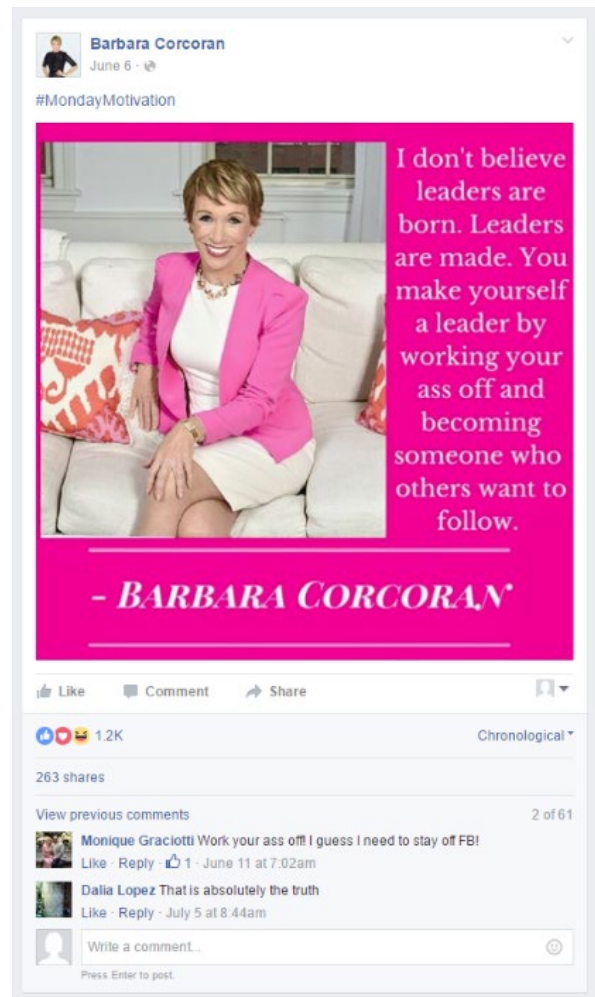 Barbara Corcoran
June 6 ·
#MondayMotivation
I don't believe
leaders are
born. Leaders
are made. You
make yourself
a leader by
working your
ass off and
becoming
someone who
others want to
follow.
- BARBARA CORCORAN
Like Comment Share
1.2K Chronological
263 shares
View previous comments 2 of 61
Monique Graciotti Work your ass off! I guess I need to stay off FB!
Like · Reply · 1 · June 11 at 7:02am
Dalia Lopez That is absolutely the truth
Like · Reply · July 5 at 8:44am
Write a comment...
Press Enter to post.